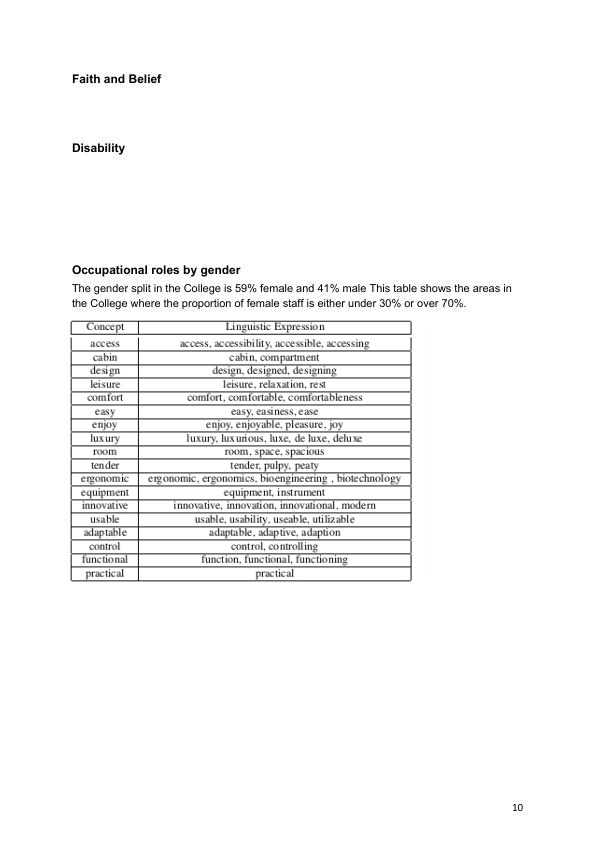 Faith and Belief
Disability
Occupational roles by gender
The gender split in the College is 59% female and 41% male This table shows the areas in
the College where the proportion of female staff is either under 30% or over 70%.
Concept Linguistic Expression
access access, accessibility, accessible, accessing
cabin cabin, compartment
design design, designed, designing
leisure leisure, relaxation, rest
comfort comfort, comfortable, comfortableness
easy easy, easiness, ease
enjoy enjoy, enjoyable, pleasure, joy
luxury luxury, luxurious, luxe, de luxe, deluxe
room room, space, spacious
tender tender, pulpy, peaty
ergonomic ergonomic, ergonomics, bioengineering , biotechnology
equipment equipment, instrument
innovative innovative, innovation, innovational, modern
usable usable, usability, useable, utilizable
adaptable adaptable, adaptive, adaption
control control, controlling
functional function, functional, functioning
practical practical
10